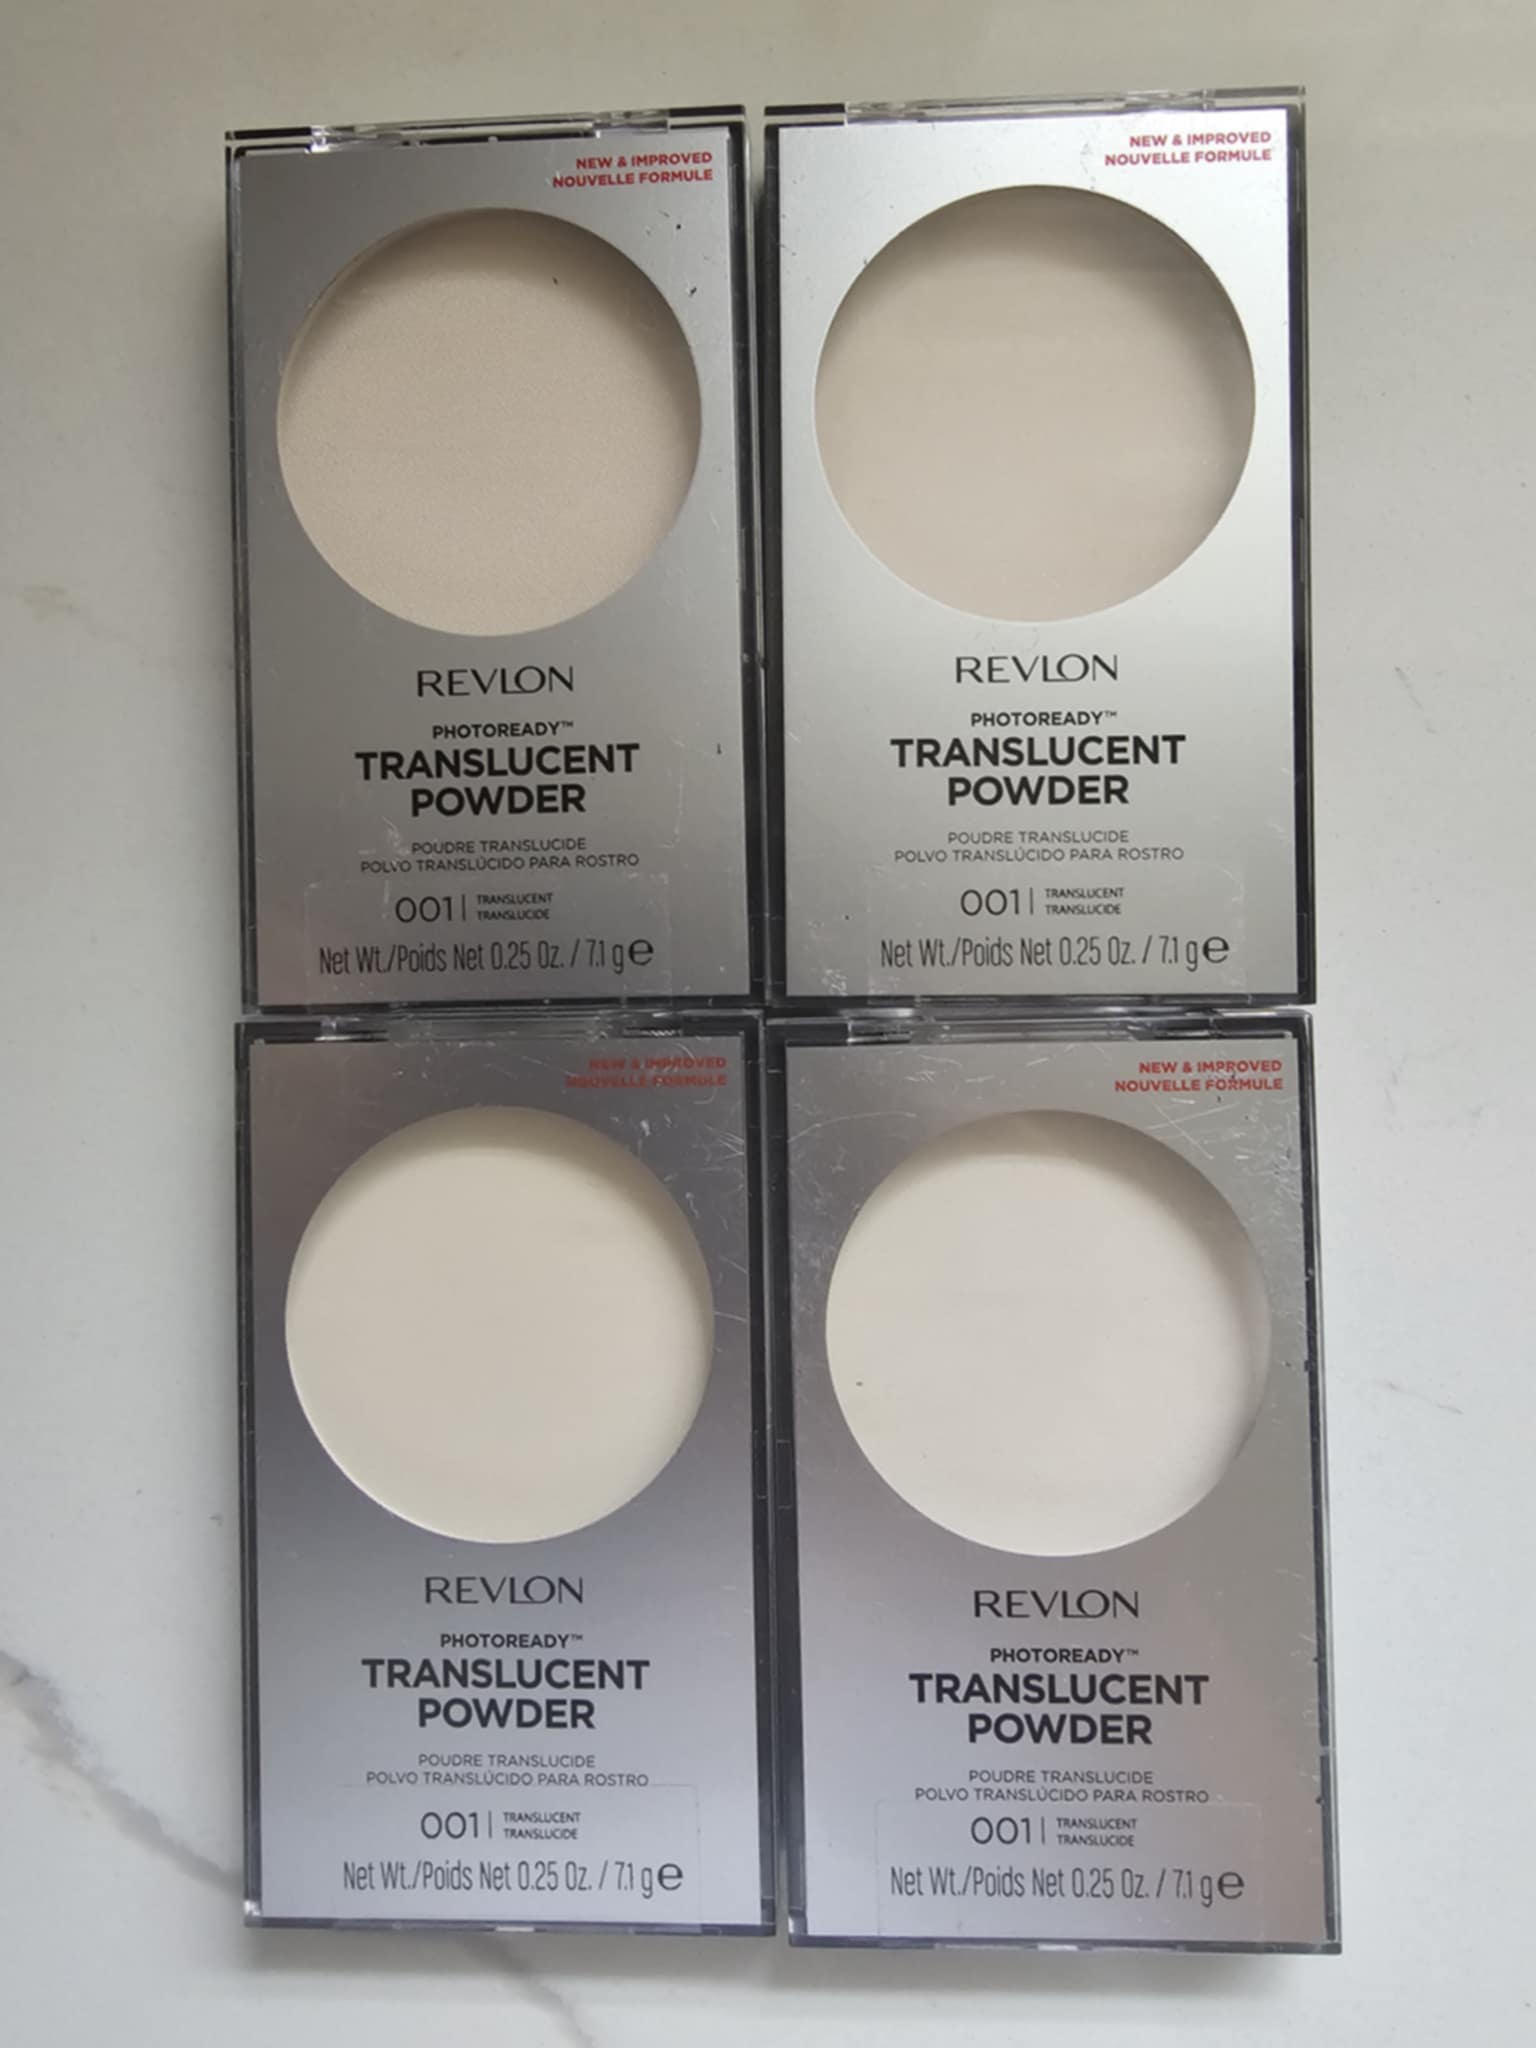 NEW & IMPROVED
NOUVELLE FORMULE
REVLON
PHOTOREADY™
TRANSLUCENT
POWDER
POUDRE TRANSLUCIDE
POLVO TRANSLÚCIDO PARA ROSTRO
001 | TRANSLUCENT
TRANSLUCIDE
Net Wt./Poids Net 0.25 Oz. / 7.1 g e
NEW & IMPROVED
NOUVELLE FORMULE
REVLON
PHOTOREADY™
TRANSLUCENT
POWDER
POUDRE TRANSLUCIDE
POLVO TRANSLÚCIDO PARA ROSTRO
001 | TRANSLUCENT
TRANSLUCIDE
Net Wt./Poids Net 0.25 Oz. / 7.1 g e
NEW & IMPROVED
NOUVELLE FORMULE
REVLON
PHOTOREADY™
TRANSLUCENT
POWDER
POUDRE TRANSLUCIDE
POLVO TRANSLÚCIDO PARA ROSTRO
001 | TRANSLUCENT
TRANSLUCIDE
Net Wt./Poids Net 0.25 Oz. / 7.1 g e
NEW & IMPROVED
NOUVELLE FORMULE
REVLON
PHOTOREADY™
TRANSLUCENT
POWDER
POUDRE TRANSLUCIDE
POLVO TRANSLÚCIDO PARA ROSTRO
001 | TRANSLUCENT
TRANSLUCIDE
Net Wt./Poids Net 0.25 Oz. / 7.1 g e